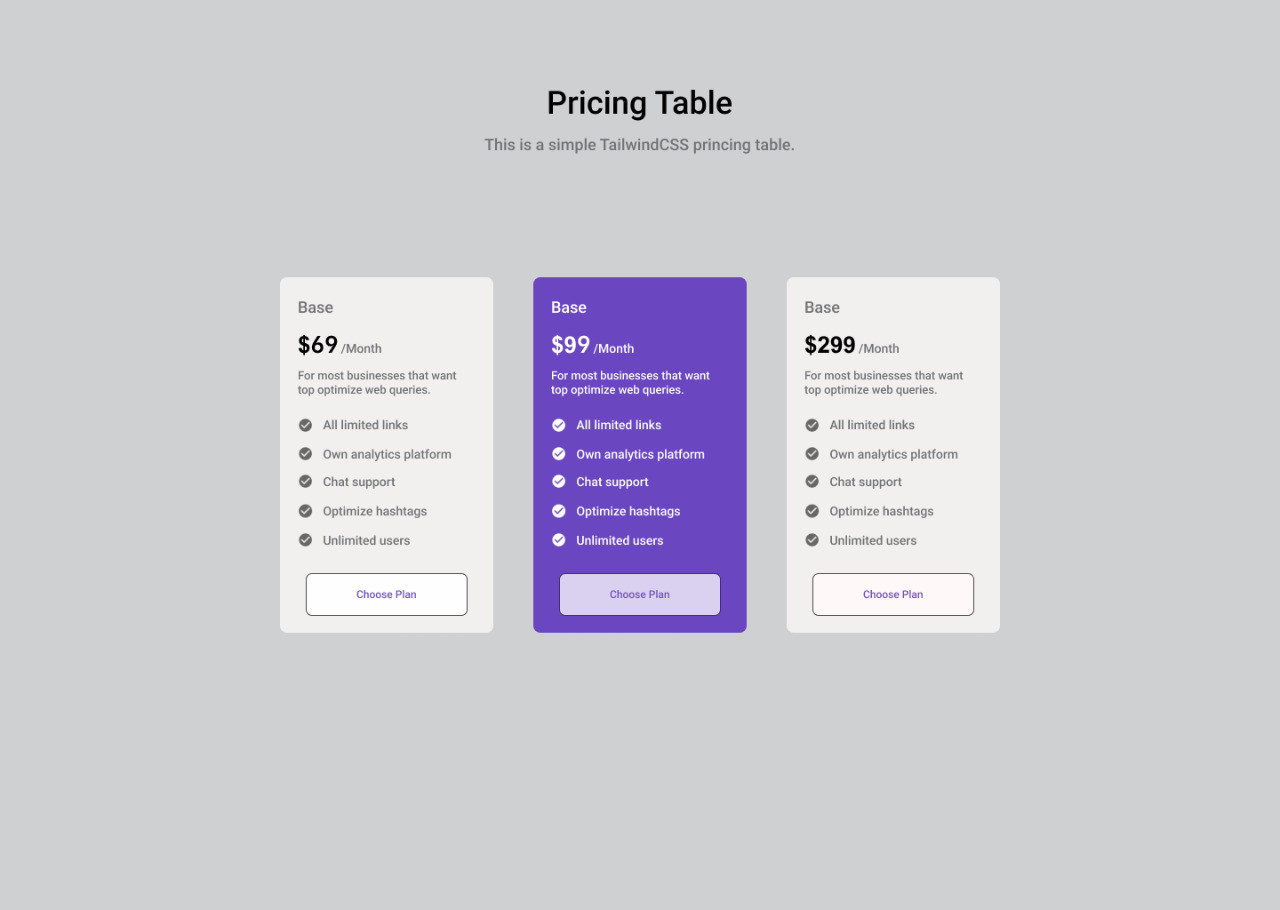 Pricing Table
This is a simple TailwindCSS princing table.
Base
$69 /Month
For most businesses that want
top optimize web queries.
All limited links
Own analytics platform
Chat support
Optimize hashtags
Unlimited users
Choose Plan
Base
$99 /Month
For most businesses that want
top optimize web queries.
All limited links
Own analytics platform
Chat support
Optimize hashtags
Unlimited users
Choose Plan
Base
$299 /Month
For most businesses that want
top optimize web queries.
All limited links
Own analytics platform
Chat support
Optimize hashtags
Unlimited users
Choose Plan